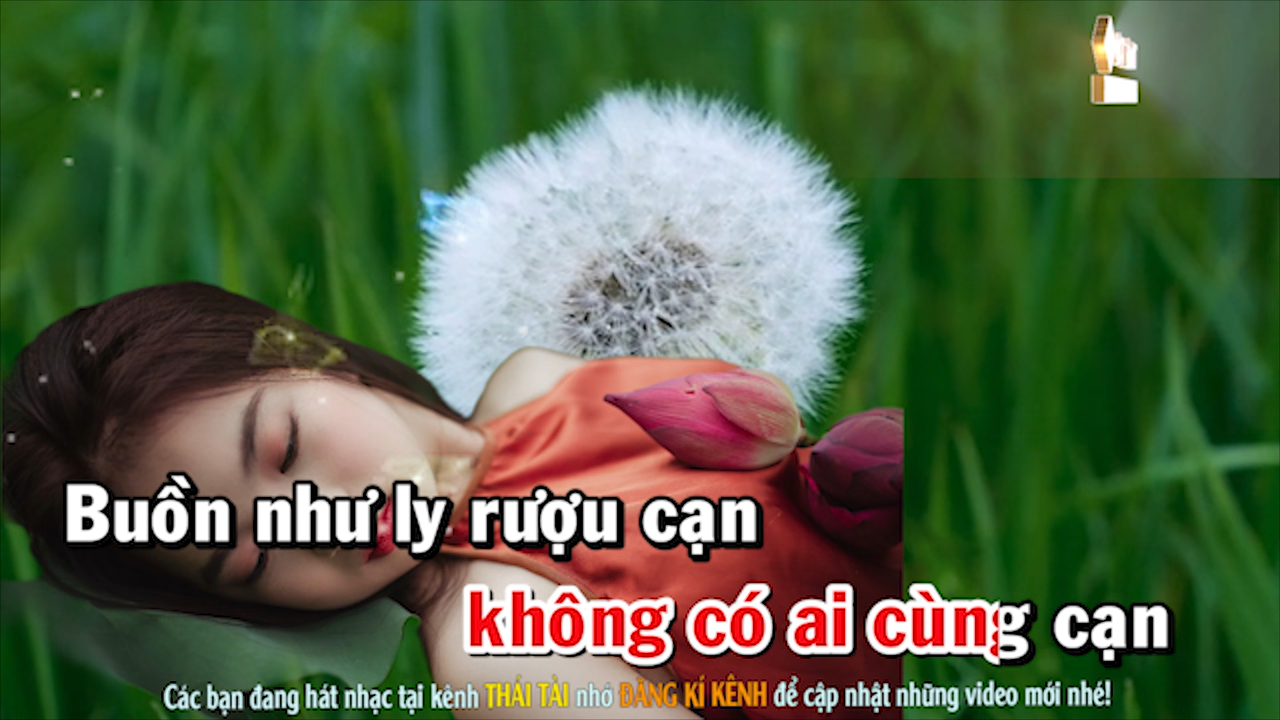 Buồn như ly rượu cạn
không có ai cùng cạn
Các bạn đang hát nhạc tại kênh THÁI TÀI nhớ ĐĂNG KÍ KÊNH để cập nhật những video mới nhé!